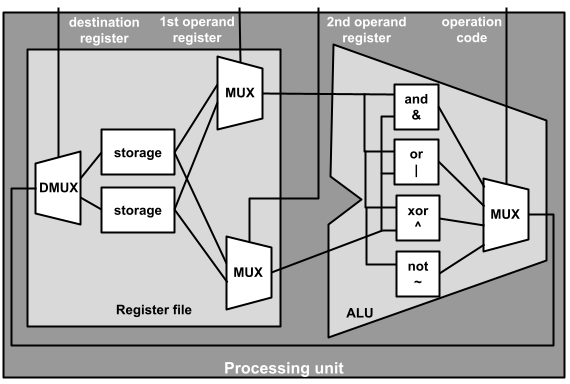 destination
register
1st operand
register
2nd operand
register
operation
code
DMUX
storage
storage
MUX
MUX
Register file
and
&
or
|
xor
^
not
~
MUX
ALU
Processing unit